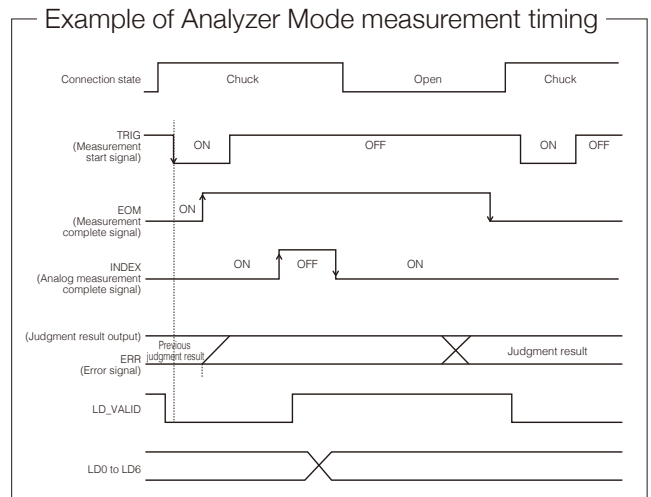 Example of Analyzer Mode measurement timing
Connection state
Chuck
Open
Chuck
TRIG
(Measurement
start signal)
ON
OFF
ON
OFF
EOM
(Measurement
complete signal)
ON
INDEX
(Analog measurement
complete signal)
ON
OFF
ON
(Judgment result output)
ERR
(Error signal)
Previous
judgment result
Judgment result
LD_VALID
LD0 to LD6